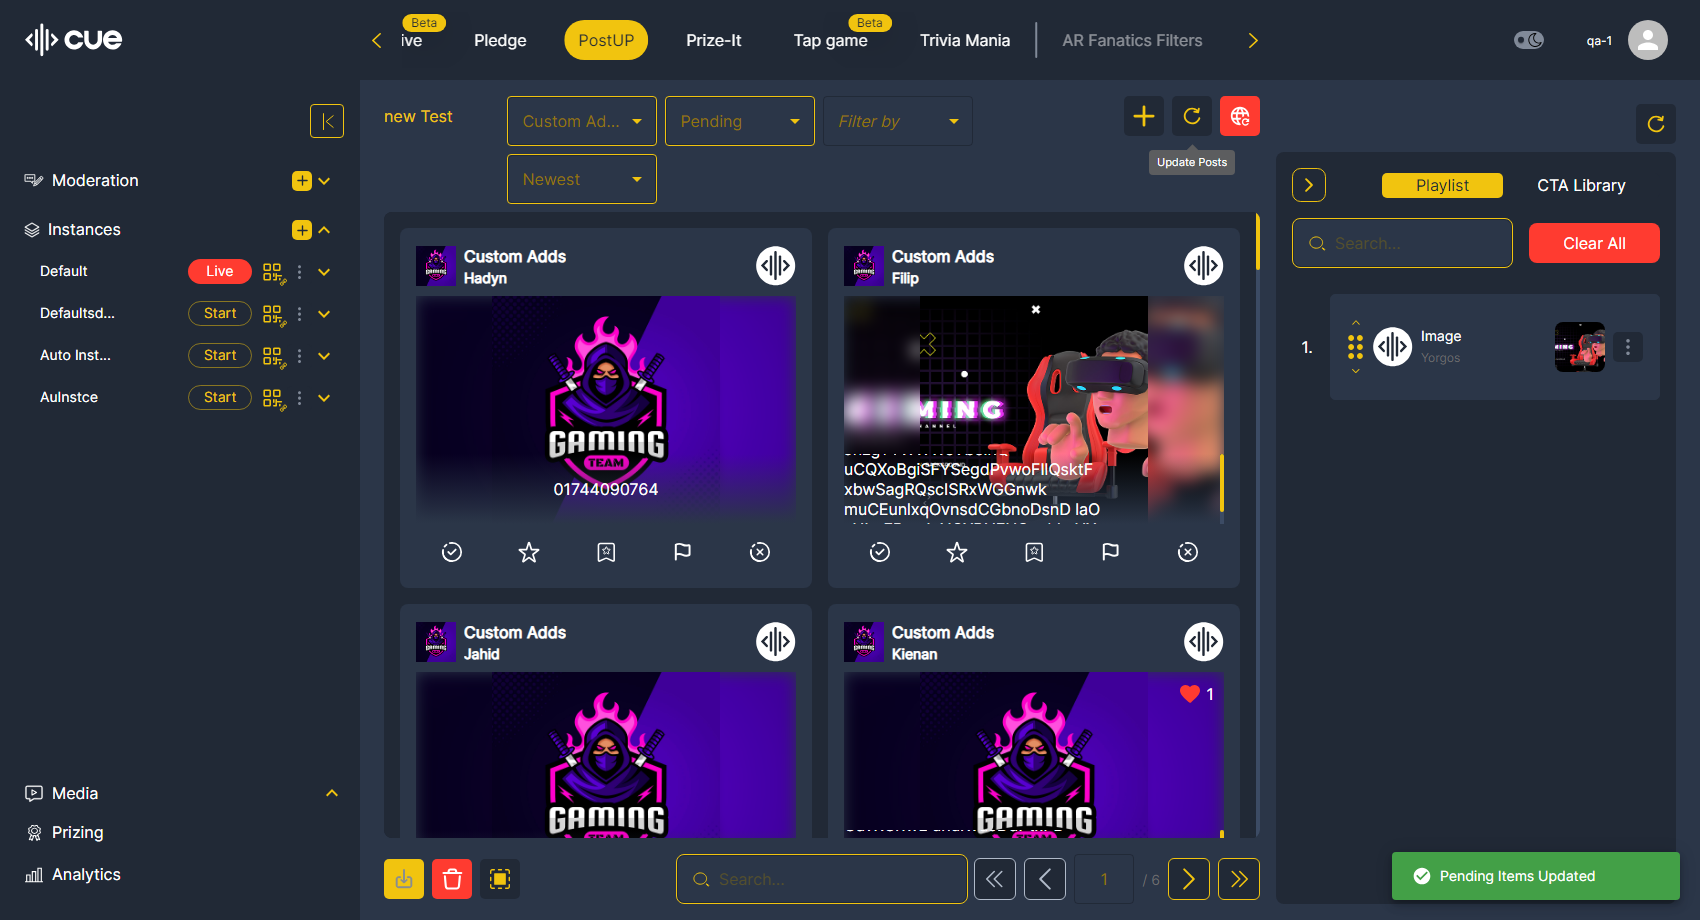 cue
Beta
ive
Pledge
PostUP
Prize-It
Beta
Tap game
Trivia Mania
AR Fanatics Filters
qa-1
new Test
Custom Ad...
Pending
Filter by
Newest
Update Posts
Moderation
Instances
Default
Live
Defaultsd...
Start
Auto Inst...
Start
AuInstce
Start
Media
Prizing
Analytics
Custom Adds
Hadyn
GAMING
TEAM
01744090764
Custom Adds
Filip
MING
ANNEL
uCQXoBgiSFYSegdPvwoFIlQsktF
xbwSagRQscISRxWGGnwk
muCEunlxqOvnsdCGbnoDsnD IaO
Custom Adds
Jahid
GAMING
Custom Adds
Kienan
1
GAMING
Search...
1
/ 6
Playlist
CTA Library
Search...
Clear All
1.
Image
Yorgos
Pending Items Updated